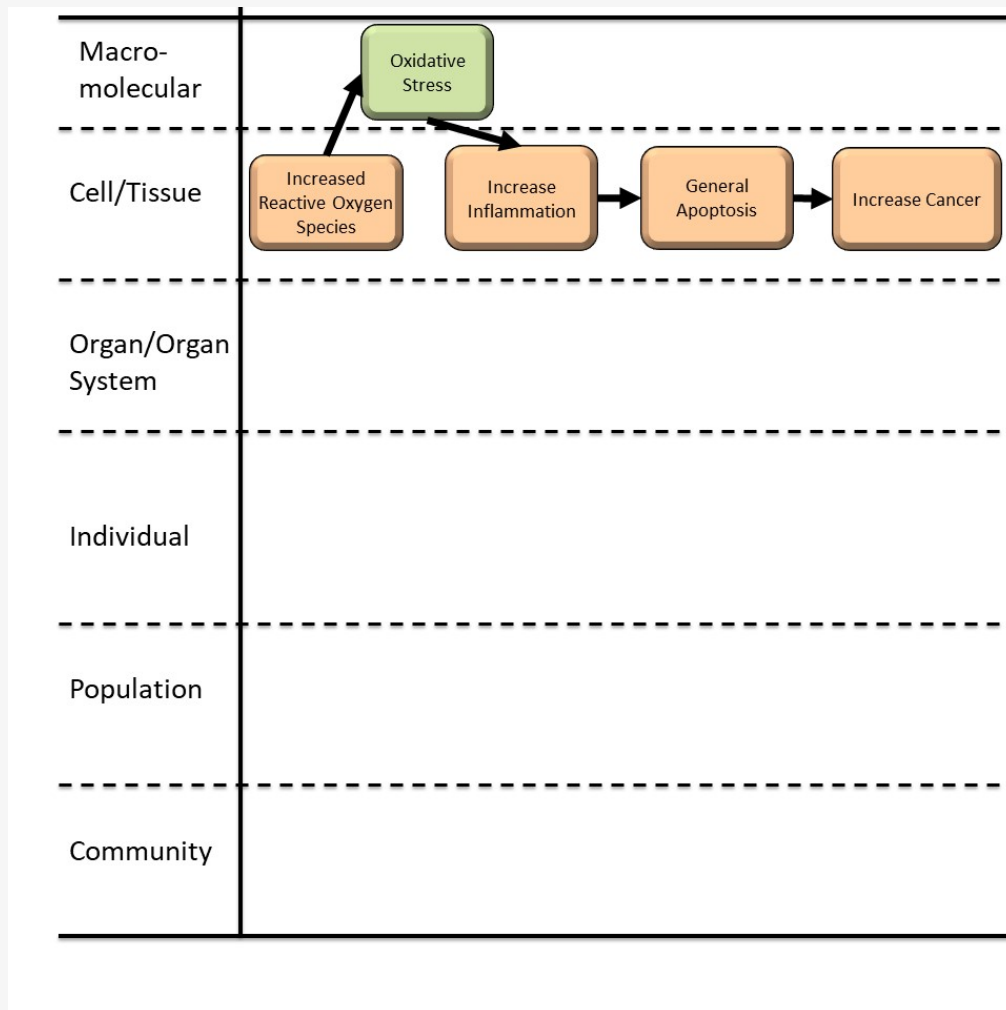 Macro-
molecular
Oxidative
Stress
Cell/Tissue
Increased
Reactive Oxygen
Species
Increase
Inflammation
General
Apoptosis
Increase Cancer
Organ/Organ
System
Individual
Population
Community